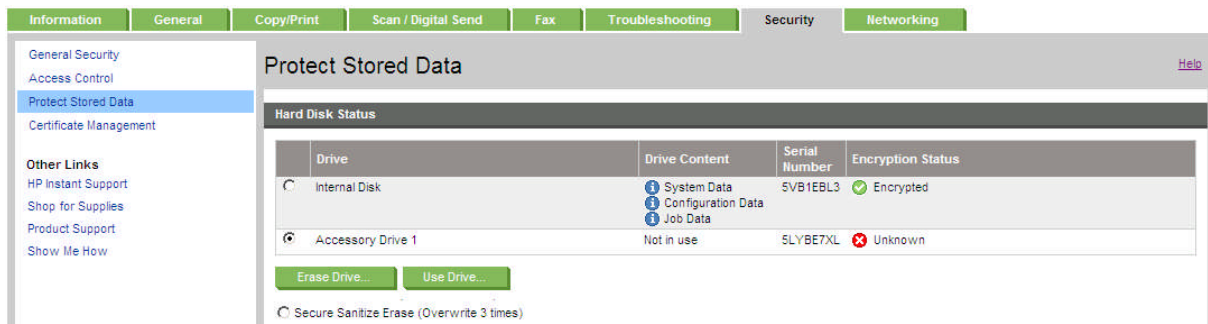 Information General Copy/Print Scan / Digital Send Fax Troubleshooting Security Networking
General Security
Access Control
Protect Stored Data
Certificate Management
Other Links
HP Instant Support
Shop for Supplies
Product Support
Show Me How
Protect Stored Data
Help
Hard Disk Status
Drive Drive Content Serial Number Encryption Status
Internal Disk System Data 5VB1EBL3 Encrypted
Configuration Data
Job Data
Accessory Drive 1 Not in use 5LYBE7XL Unknown
Erase Drive... Use Drive...
Secure Sanitize Erase (Overwrite 3 times)